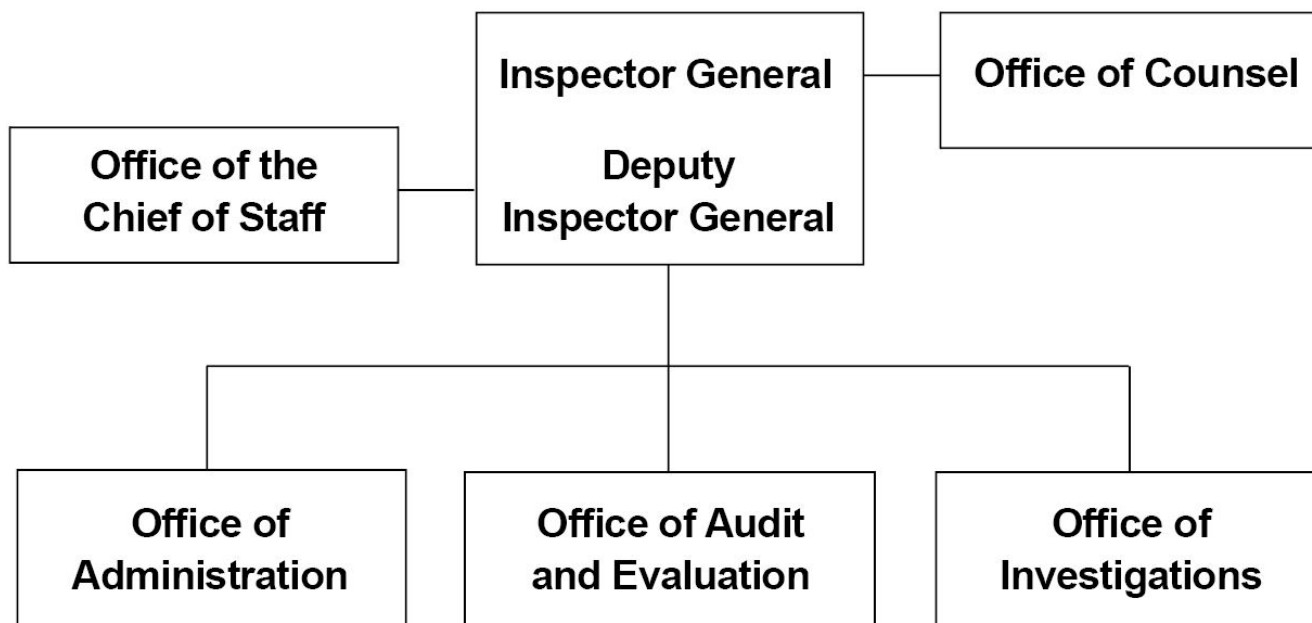 Inspector General
Deputy
Inspector General
Office of Counsel
Office of the
Chief of Staff
Office of
Administration
Office of Audit
and Evaluation
Office of
Investigations